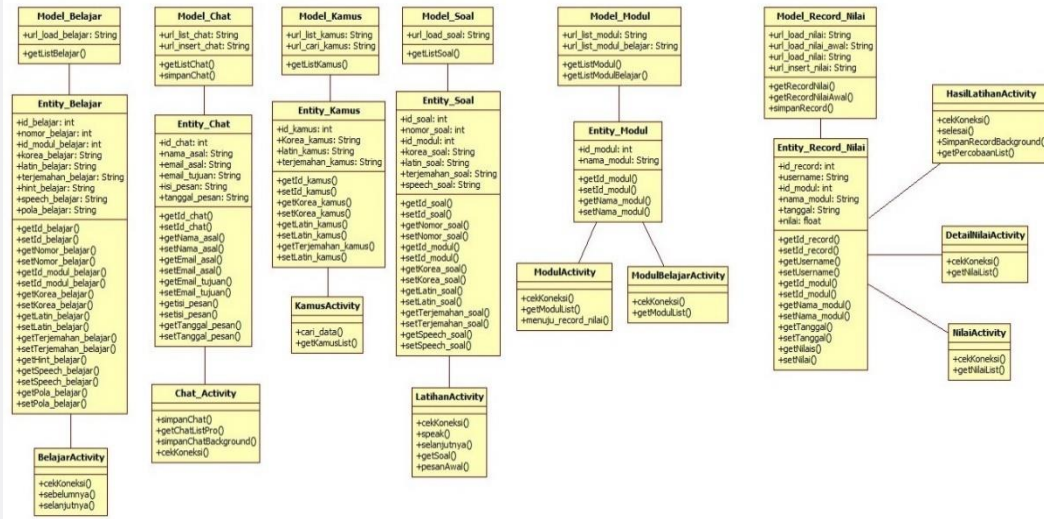 Model_Belajar
+url_load_belajar: String
+getListBelajar()
Entity_Belajar
+id_belajar: int
+nomor_belajar: int
+id_modul_belajar: int
+korea_belajar: String
+latin_belajar: String
+terjemahan_belajar: String
+hint_belajar: String
+speech_belajar: String
+pola_belajar: String
+getId_belajar()
+setId_belajar()
+getNomor_belajar()
+setNomor_belajar()
+getId_modul_belajar()
+setId_modul_belajar()
+getKorea_belajar()
+setKorea_belajar()
+getLatin_belajar()
+setLatin_belajar()
+getTerjemahan_belajar()
+setTerjemahan_belajar()
+getHint_belajar()
+getSpeech_belajar()
+setSpeech_belajar()
+getPola_belajar()
+setPola_belajar()
BelajarActivity
+cekKoneksi()
+sebelumnya()
+selanjutnya()
Model_Chat
+url_list_chat: String
+url_insert_chat: String
+getListChat()
+simpanChat()
Entity_Chat
+id_chat: int
+nama_asal: String
+email_asal: String
+email_tujuan: String
+isi_pesan: String
+tanggal_pesan: String
+getId_chat()
+setId_chat()
+getNama_asal()
+setNama_asal()
+getEmail_asal()
+setEmail_asal()
+getEmail_tujuan()
+setEmail_tujuan()
+getisi_pesan()
+setisi_pesan()
+getTanggal_pesan()
+setTanggal_pesan()
Chat_Activity
+simpanChat()
+getChatListPro()
+simpanChatBackground()
+cekKoneksi()
Model_Kamus
+url_list_kamus: String
+url_cari_kamus: String
+getListKamus()
Entity_Kamus
+id_kamus: int
+Korea_kamus: String
+latin_kamus: String
+terjemahan_kamus: String
+getId_kamus()
+setId_kamus()
+getKorea_kamus()
+setKorea_kamus()
+getLatin_kamus()
+setLatin_kamus()
+getTerjemahan_kamus()
+setLatin_kamus()
KamusActivity
+cari_data()
+getKamusList()
Model_Soal
+url_load_soal: String
+getListSoal()
Entity_Soal
+id_soal: int
+nomor_soal: int
+id_modul: int
+korea_soal: String
+latin_soal: String
+terjemahan_soal: String
+speech_soal: String
+getId_soal()
+setId_soal()
+getNomor_soal()
+setNomor_soal()
+getId_modul()
+setId_modul()
+getKorea_soal()
+setKorea_soal()
+getLatin_soal()
+setLatin_soal()
+getTerjemahan_soal()
+setTerjemahan_soal()
+getSpeech_soal()
+setSpeech_soal()
LatihanActivity
+cekKoneksi()
+speak()
+selanjutnya()
+getSoal()
+pesanAwal()
Model_Modul
+url_list_modul: String
+url_list_modul_belajar: String
+getListModul()
+getListModulBelajar()
Entity_Modul
+id_modul: int
+nama_modul: String
+getId_modul()
+setId_modul()
+getNama_modul()
+setNama_modul()
ModulActivity
+cekKoneksi()
+getModulList()
+menuju_record_nilai()
ModulBelajarActivity
+cekKoneksi()
+getModulList()
Model_Record_Nilai
+url_load_nilai: String
+url_load_nilai_awal: String
+url_load_nilai: String
+url_insert_nilai: String
+getRecordNilai()
+getRecordNilaiAwal()
+simpanRecord()
Entity_Record_Nilai
+id_record: int
+username: String
+id_modul: int
+nama_modul: String
+tanggal: String
+nilai: float
+getId_record()
+setId_record()
+getUsername()
+setUsername()
+getId_modul()
+setId_modul()
+getNama_modul()
+setNama_modul()
+getTanggal()
+setTanggal()
+getNilais()
+setNilai()
HasilLatihanActivity
+cekKoneksi()
+selesai()
+SimpanRecordBackground()
+getPercobaanList()
DetailNilaiActivity
+cekKoneksi()
+getNilaiList()
NilaiActivity
+cekKoneksi()
+getNilaiList()